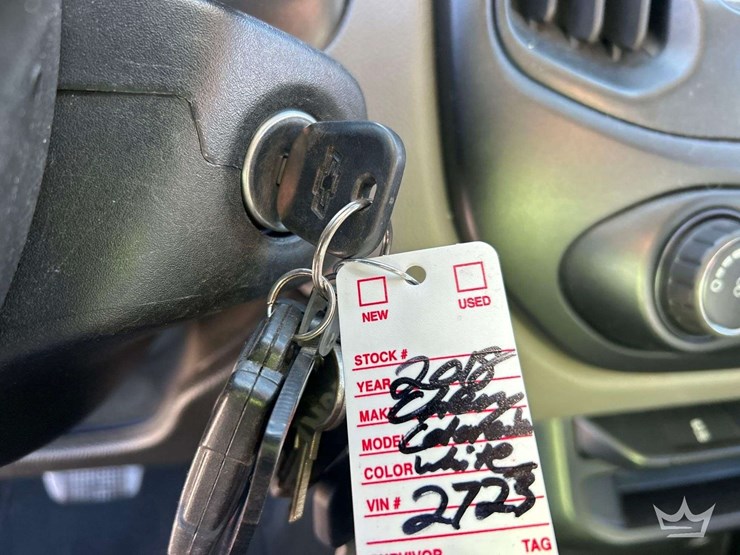 NEW USED
STOCK #
YEAR 2018
MAKE Chevy
MODEL Colorado
COLOR white
VIN # 2723
TAG